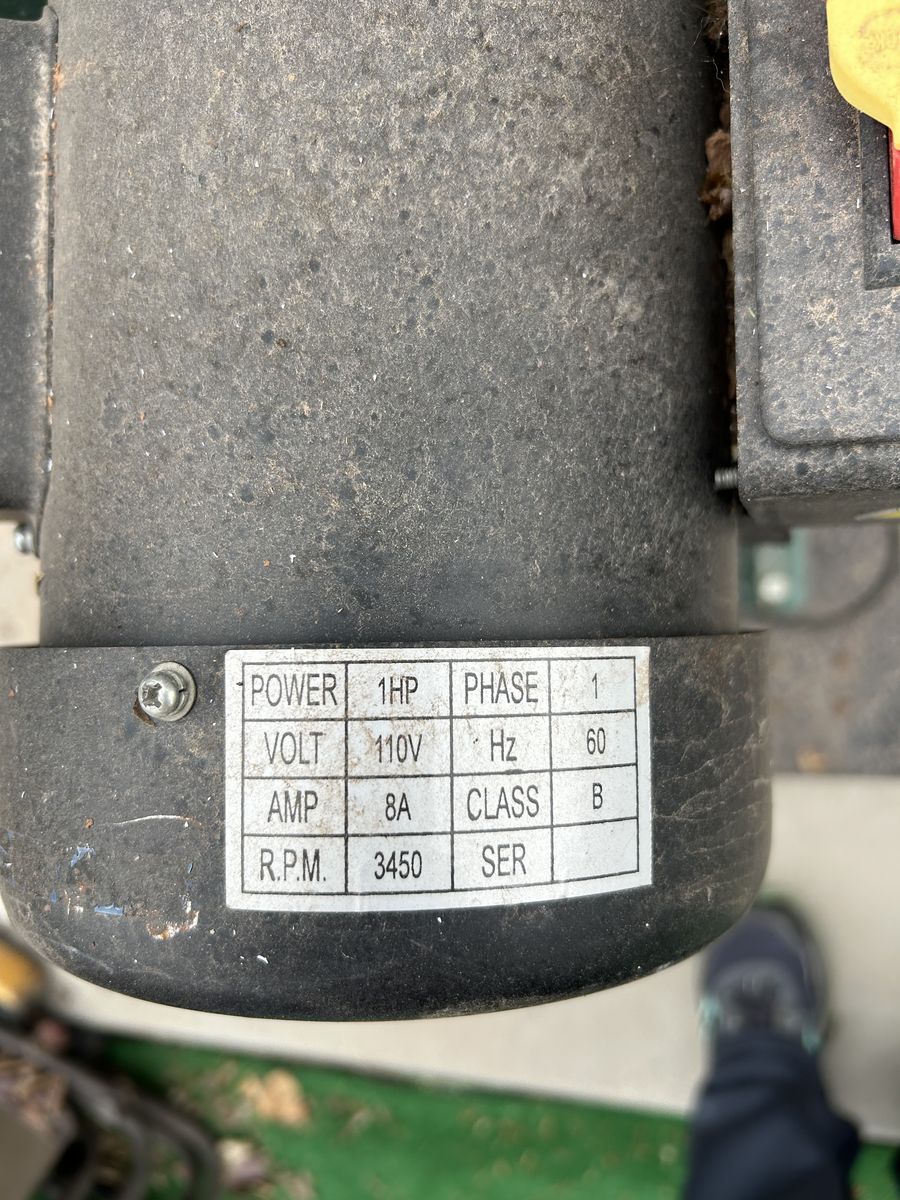 POWER 1HP PHASE 1
VOLT 110V Hz 60
AMP 8A CLASS B
R.P.M. 3450 SER